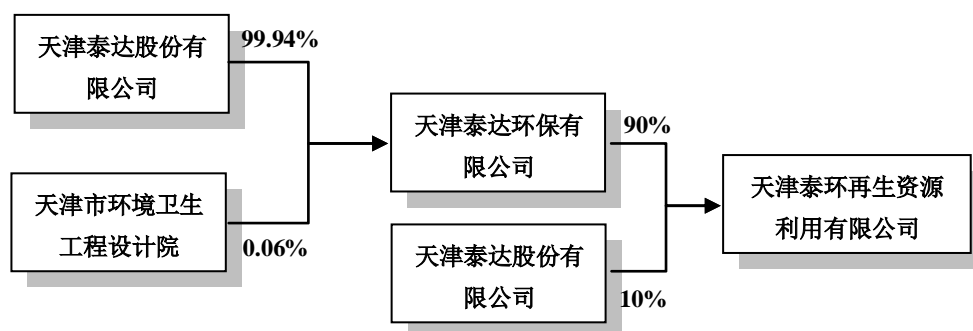 天津泰达股份有
限公司
99.94%
天津市环境卫生
工程设计院
0.06%
天津泰达环保有
限公司
90%
天津泰达股份有
限公司
10%
天津泰环再生资源
利用有限公司